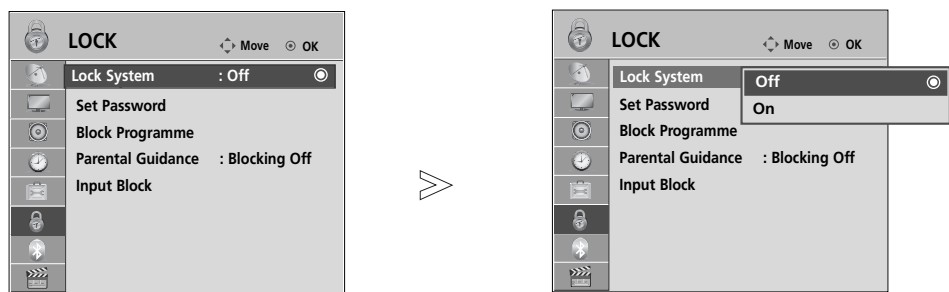 LOCK
Move OK
Lock System : Off
Set Password
Block Programme
Parental Guidance : Blocking Off
Input Block
LOCK
Move OK
Lock System
Off
Set Password
On
Block Programme
Parental Guidance : Blocking Off
Input Block